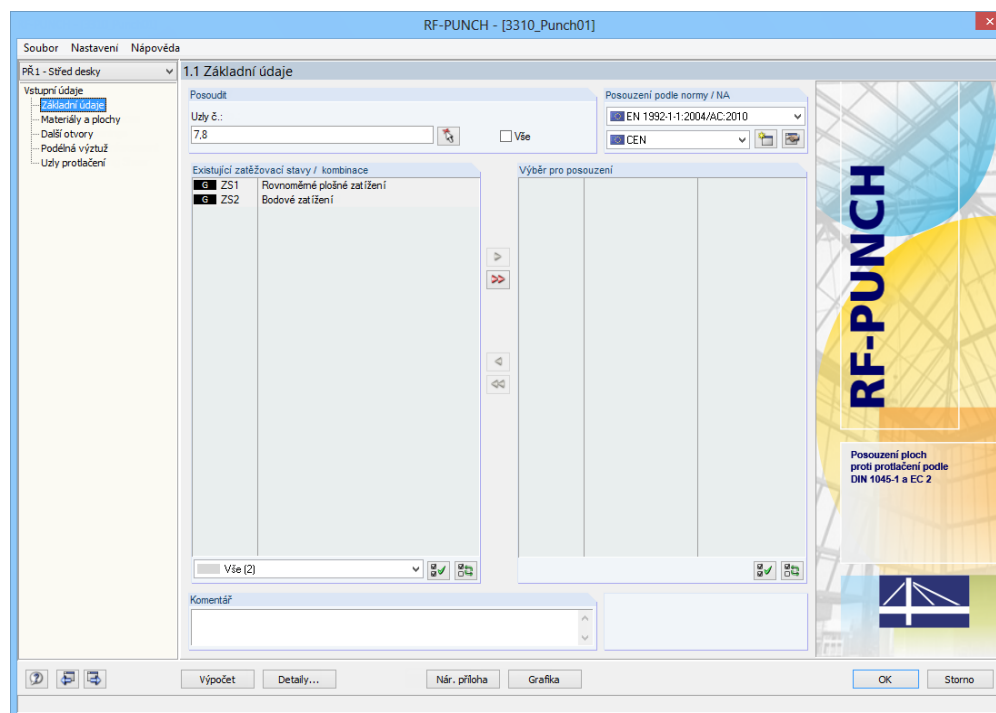 RF-PUNCH - [3310_Punch01]
Soubor Nastavení Nápověda
PŘ.1 - Střed desky
1.1 Základní údaje
Vstupní údaje
Základní údaje
Materiály a plochy
Další otvory
Podélná výztuž
Uzly protlačení
Posoudit
Uzly č.:
7,8
Vše
Posouzení podle normy / NA
EN 1992-1-1:2004/AC:2010
CEN
Existující zatěžovací stavy / kombinace
G ZS1 Rovnoměrné plošné zatížení
G ZS2 Bodové zatížení
Vše (2)
Výběr pro posouzení
Komentář
RF-PUNCH
Posouzení ploch
proti protlačení podle
DIN 1045-1 a EC 2
Výpočet
Detaily...
Nár. příloha
Grafika
OK
Storno